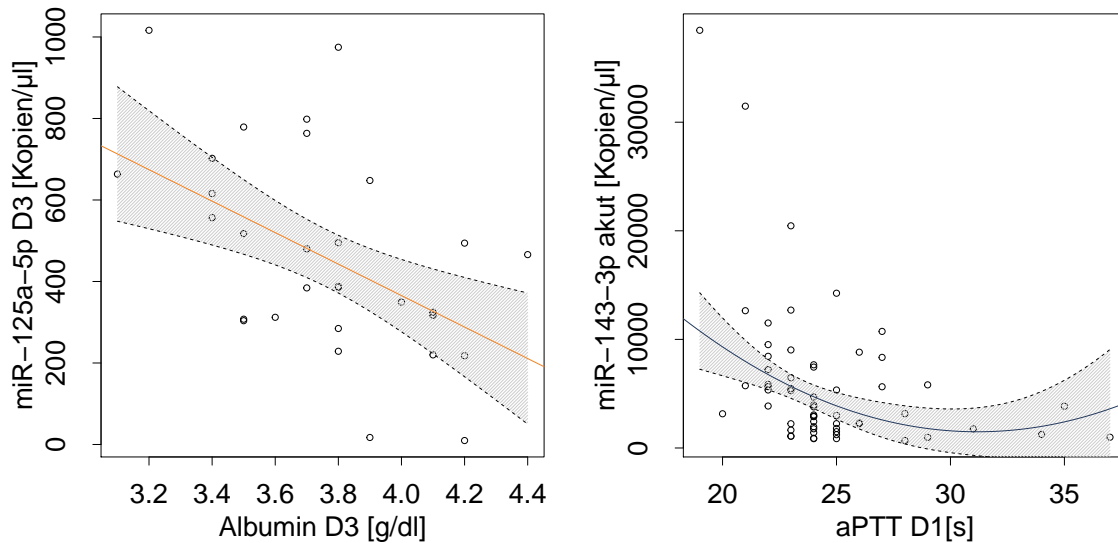 miR−125a−5p D3 [Kopien/µl]
1000
800
600
400
200
0
3.2 3.4 3.6 3.8 4.0 4.2 4.4
Albumin D3 [g/dl]
miR−143−3p akut [Kopien/µl]
30000
20000
10000
0
20 25 30 35
aPTT D1[s]